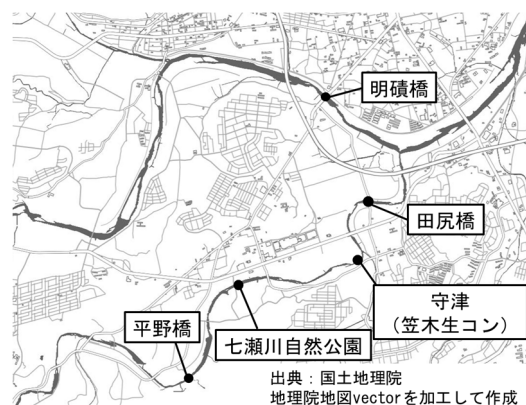 明磧橋
田尻橋
守津
（笠木生コン）
七瀬川自然公園
平野橋
出典：国土地理院
地理院地図vectorを加工して作成